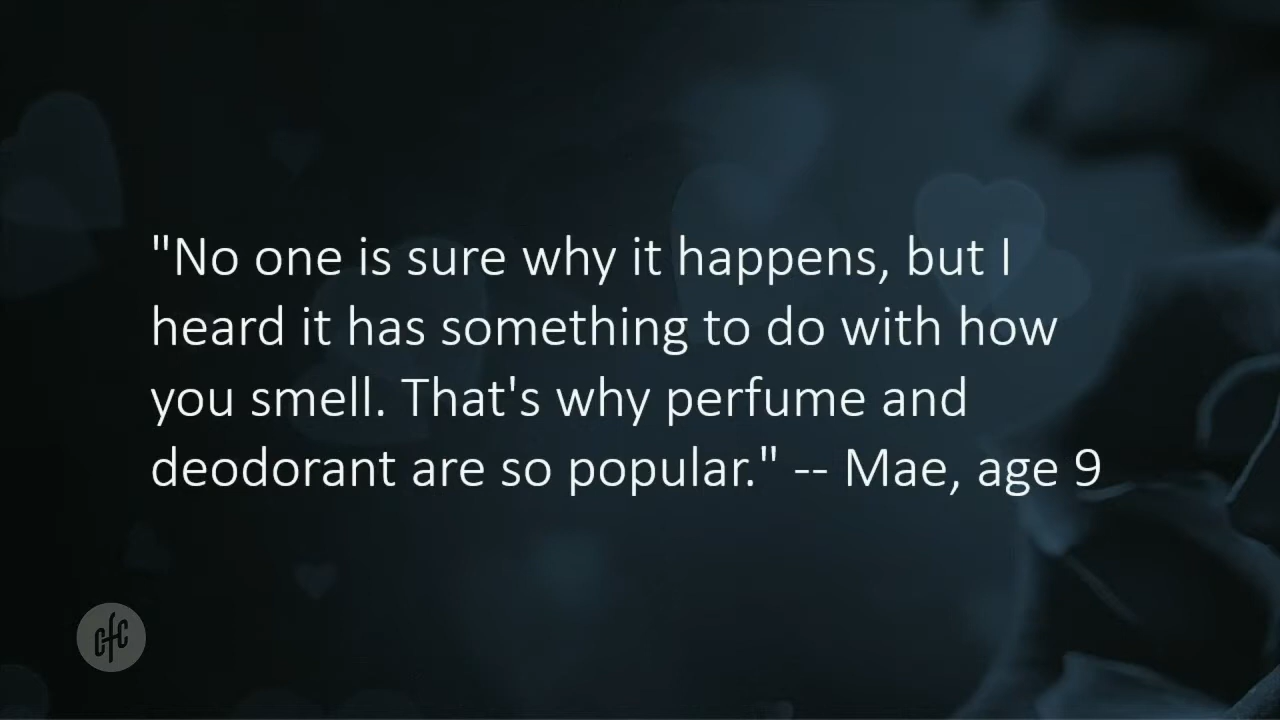 "No one is sure why it happens, but I
heard it has something to do with how
you smell. That's why perfume and
deodorant are so popular." -- Mae, age 9
cfc